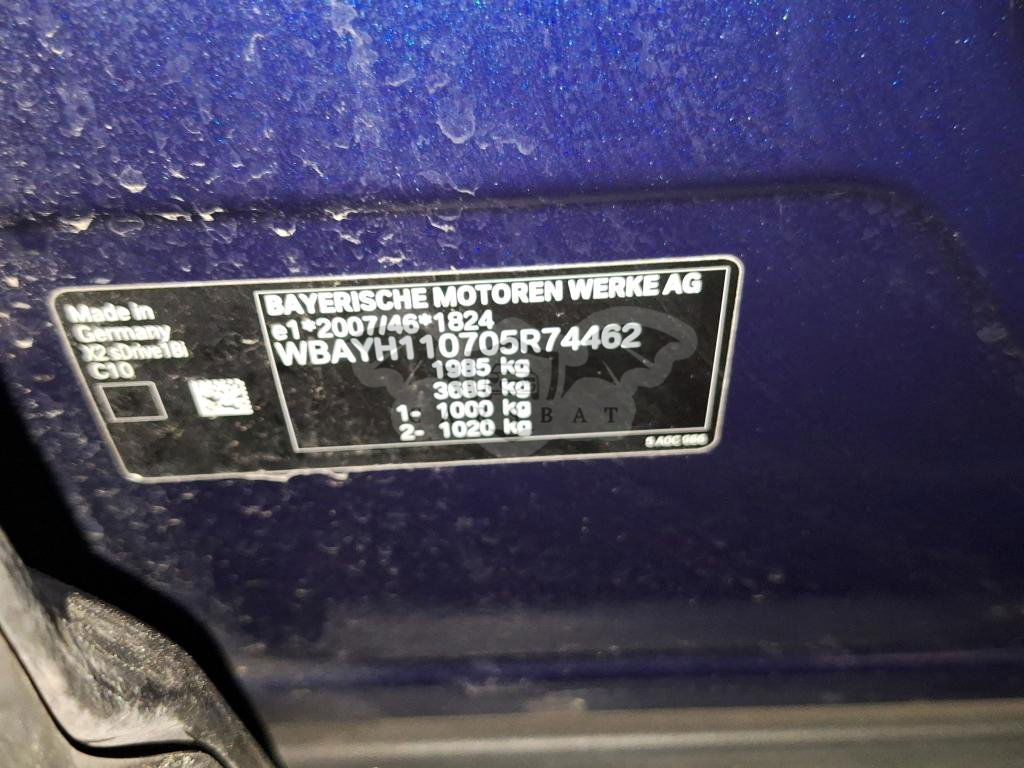 Made in
Germany
X2 sDrive18i
C10
BAYERISCHE MOTOREN WERKE AG
e1*2007/46*1824
WBAYH110705R74462
1985 kg
3685 kg
1- 1000 kg
2- 1020 kg
BAT